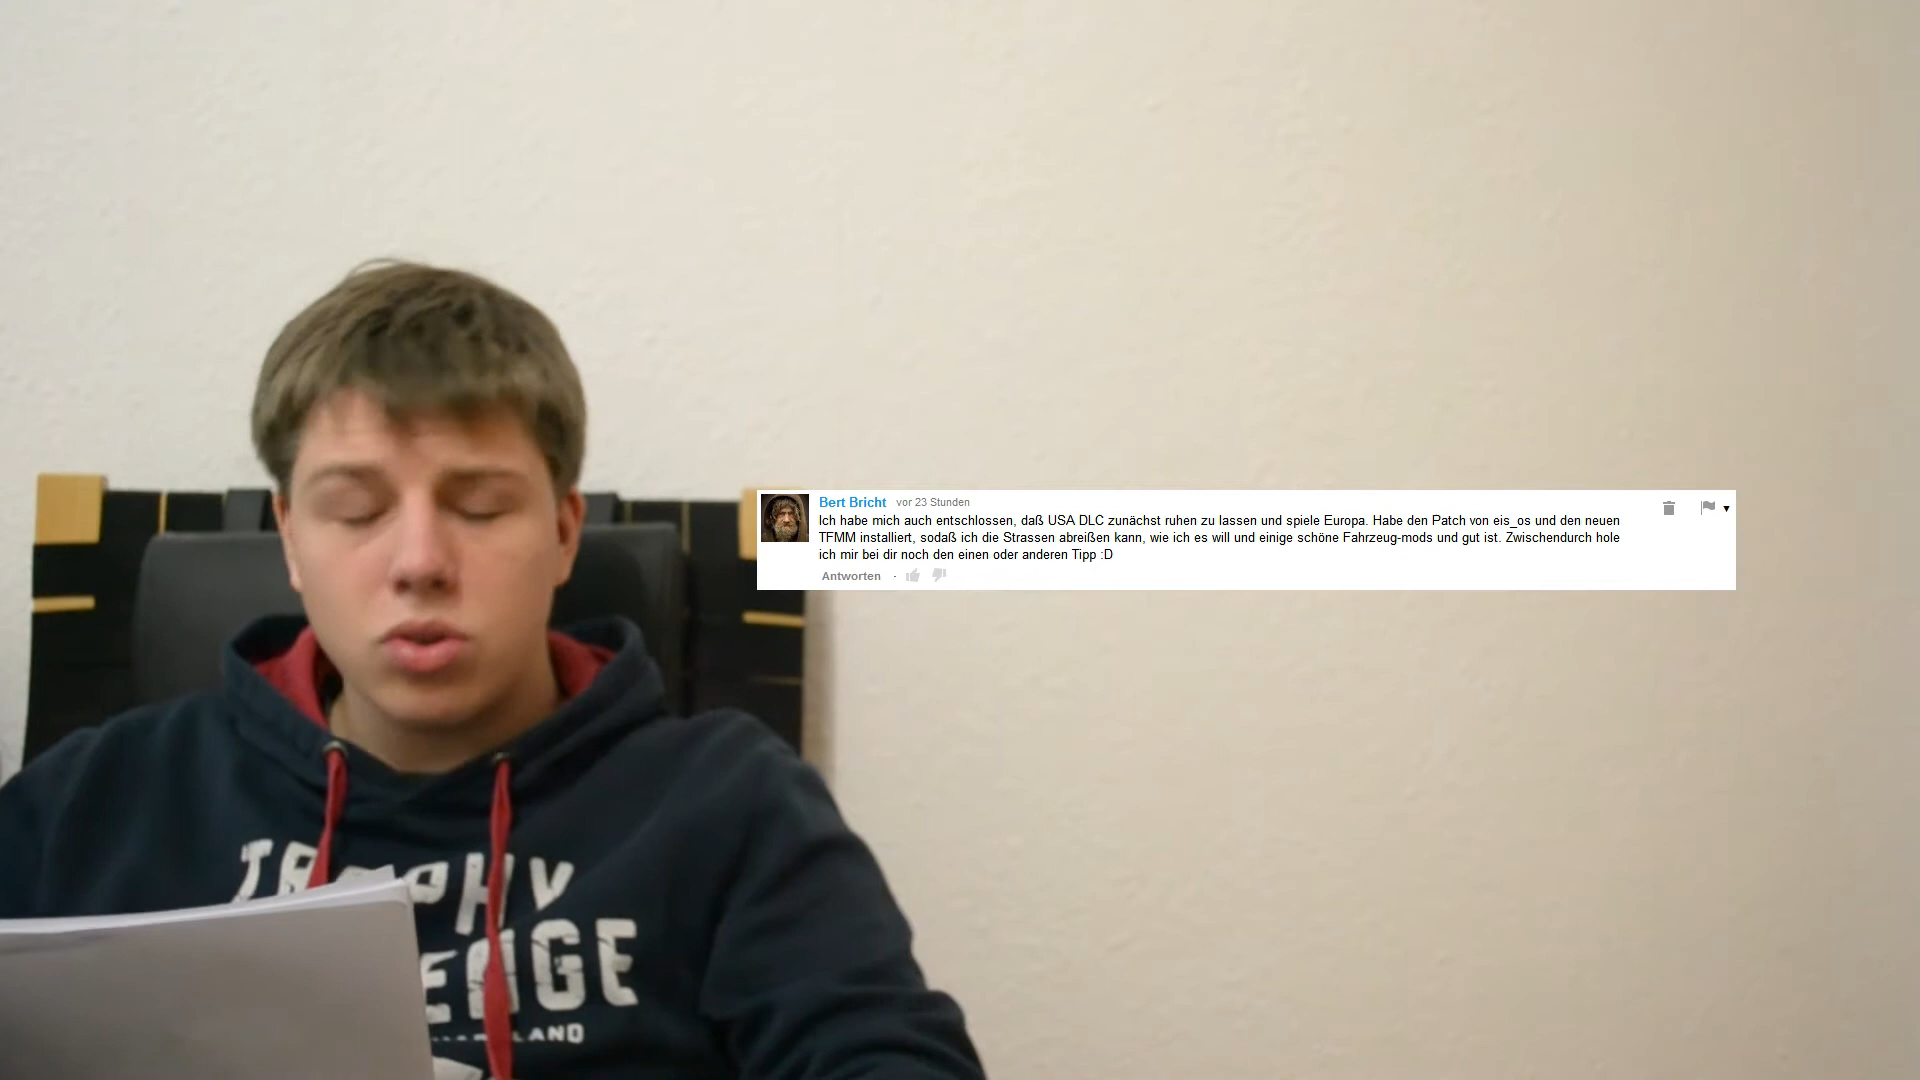 Bert Bricht vor 23 Stunden
Ich habe mich auch entschlossen, daß USA DLC zunächst ruhen zu lassen und spiele Europa. Habe den Patch von eis_os und den neuen
TFMM installiert, sodaß ich die Strassen abreißen kann, wie ich es will und einige schöne Fahrzeug-mods und gut ist. Zwischendurch hole
ich mir bei dir noch den einen oder anderen Tipp :D
Antworten ·